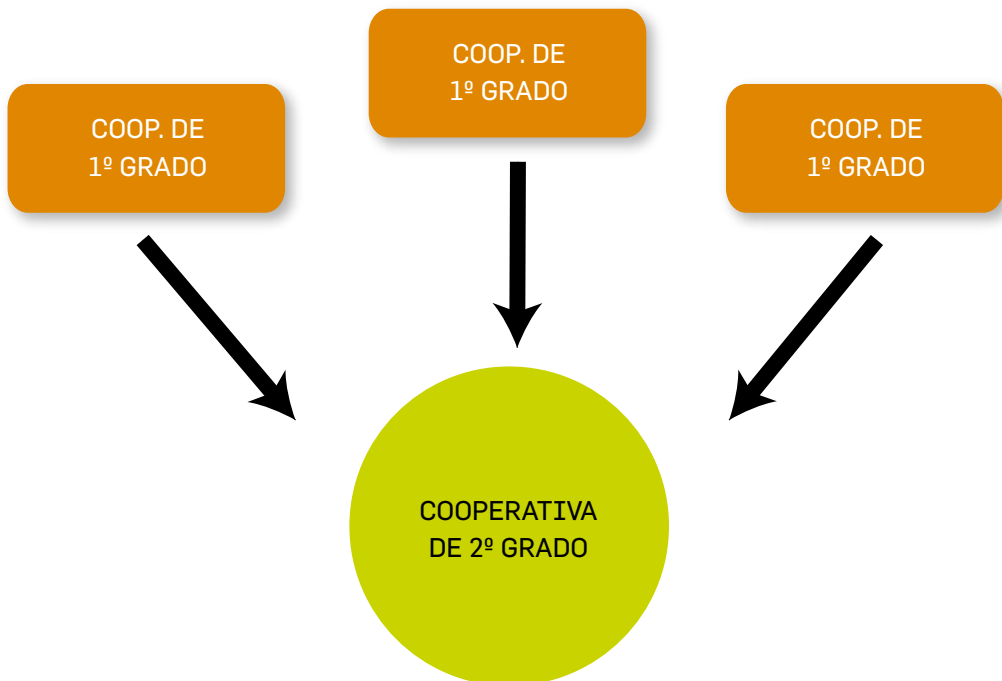 COOP. DE
1º GRADO
COOP. DE
1º GRADO
COOP. DE
1º GRADO
COOPERATIVA
DE 2º GRADO